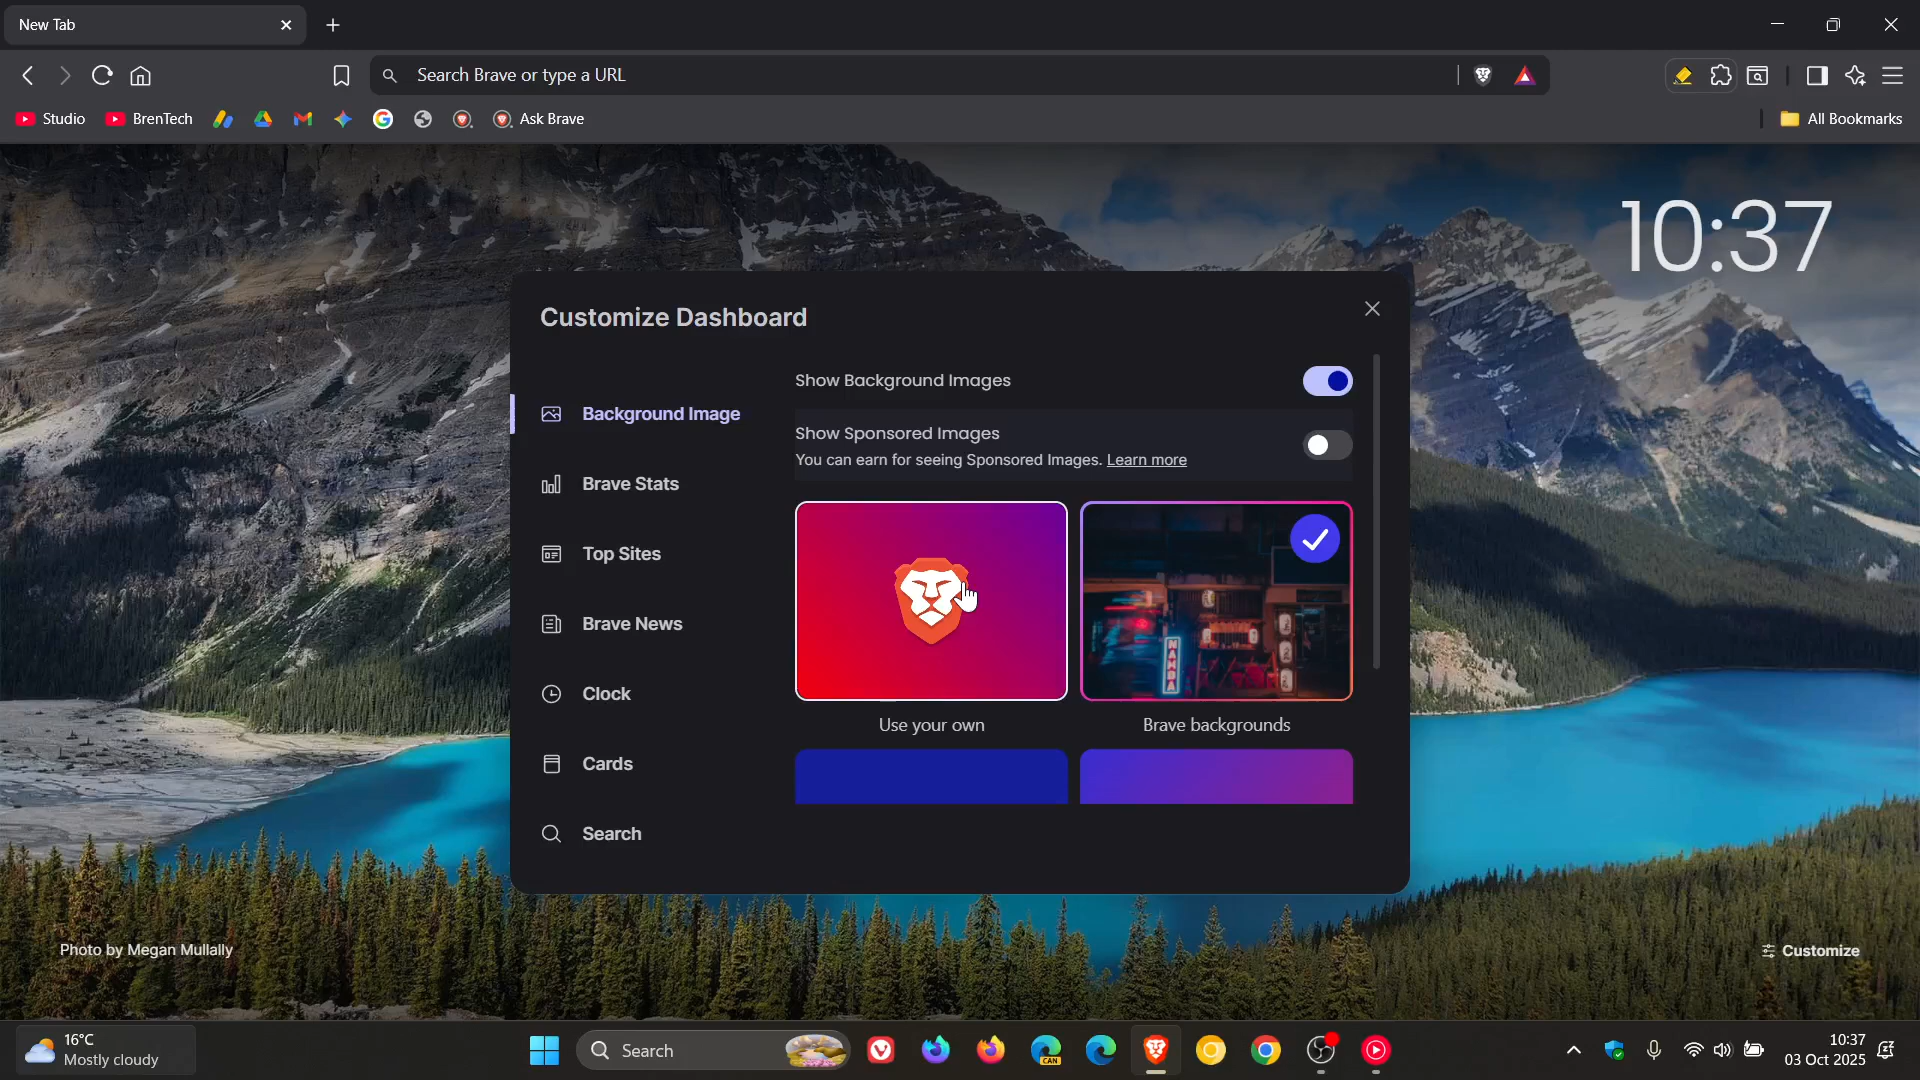 New Tab
Search Brave or type a URL
Studio
BrenTech
Ask Brave
All Bookmarks
10:37
Customize Dashboard
Background Image
Brave Stats
Top Sites
Brave News
Clock
Cards
Search
Show Background Images
Show Sponsored Images
You can earn for seeing Sponsored Images. Learn more
NAMDA
Use your own
Brave backgrounds
Photo by Megan Mullally
Customize
16°C
Mostly cloudy
Search
CAN
10:37
03 Oct 2025